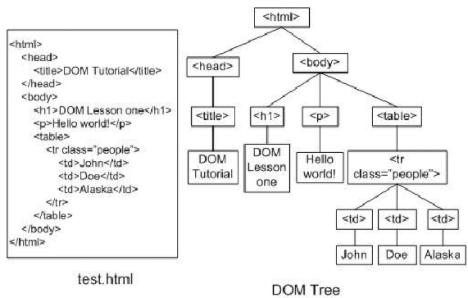 <html>
<head>
<title>DOM Tutorial</title>
</head>
<body>
<h1>DOM Lesson one</h1>
<p>Hello world!</p>
<table>
<tr class="people">
<td>John</td>
<td>Doe</td>
<td>Alaska</td>
</tr>
</table>
</body>
</html>
test.html
<html>
<head>
<body>
<title>
<h1>
<p>
<table>
DOM
Tutorial
DOM
Lesson
one
Hello
world!
<tr
class="people">
<td>
<td>
<td>
John
Doe
Alaska
DOM Tree